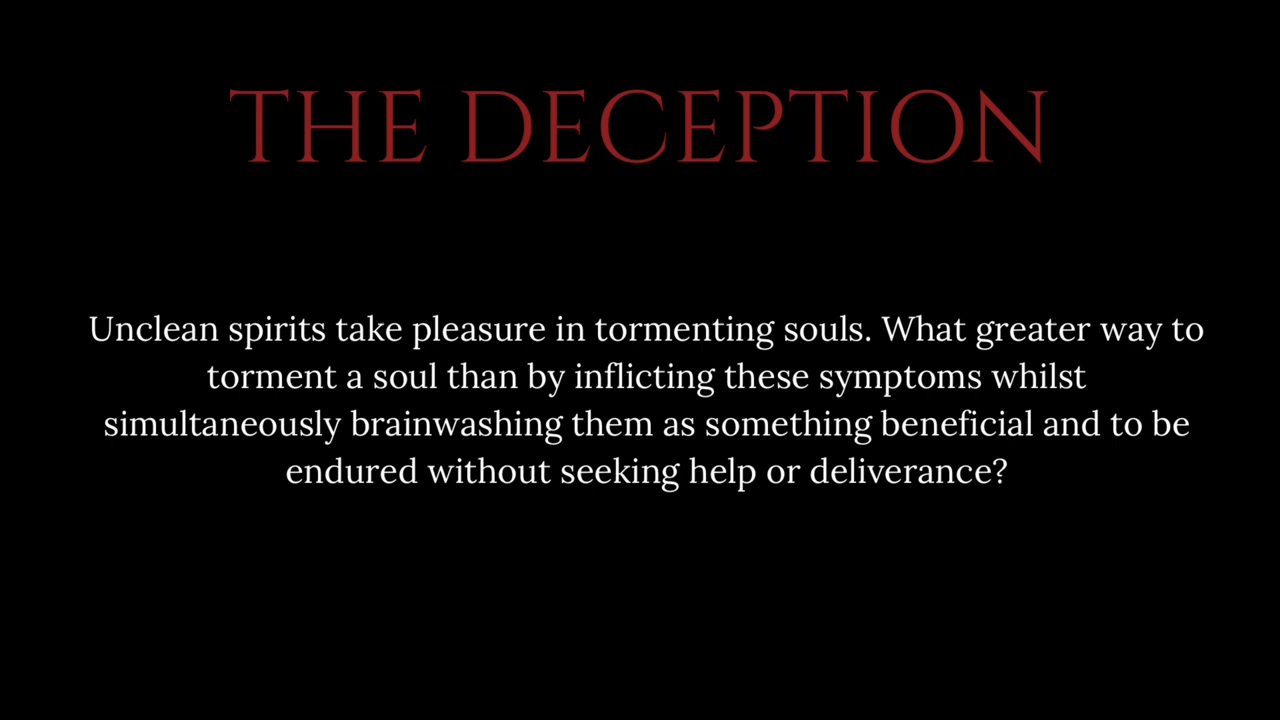 THE DECEPTION
Unclean spirits take pleasure in tormenting souls. What greater way to
torment a soul than by inflicting these symptoms whilst
simultaneously brainwashing them as something beneficial and to be
endured without seeking help or deliverance?